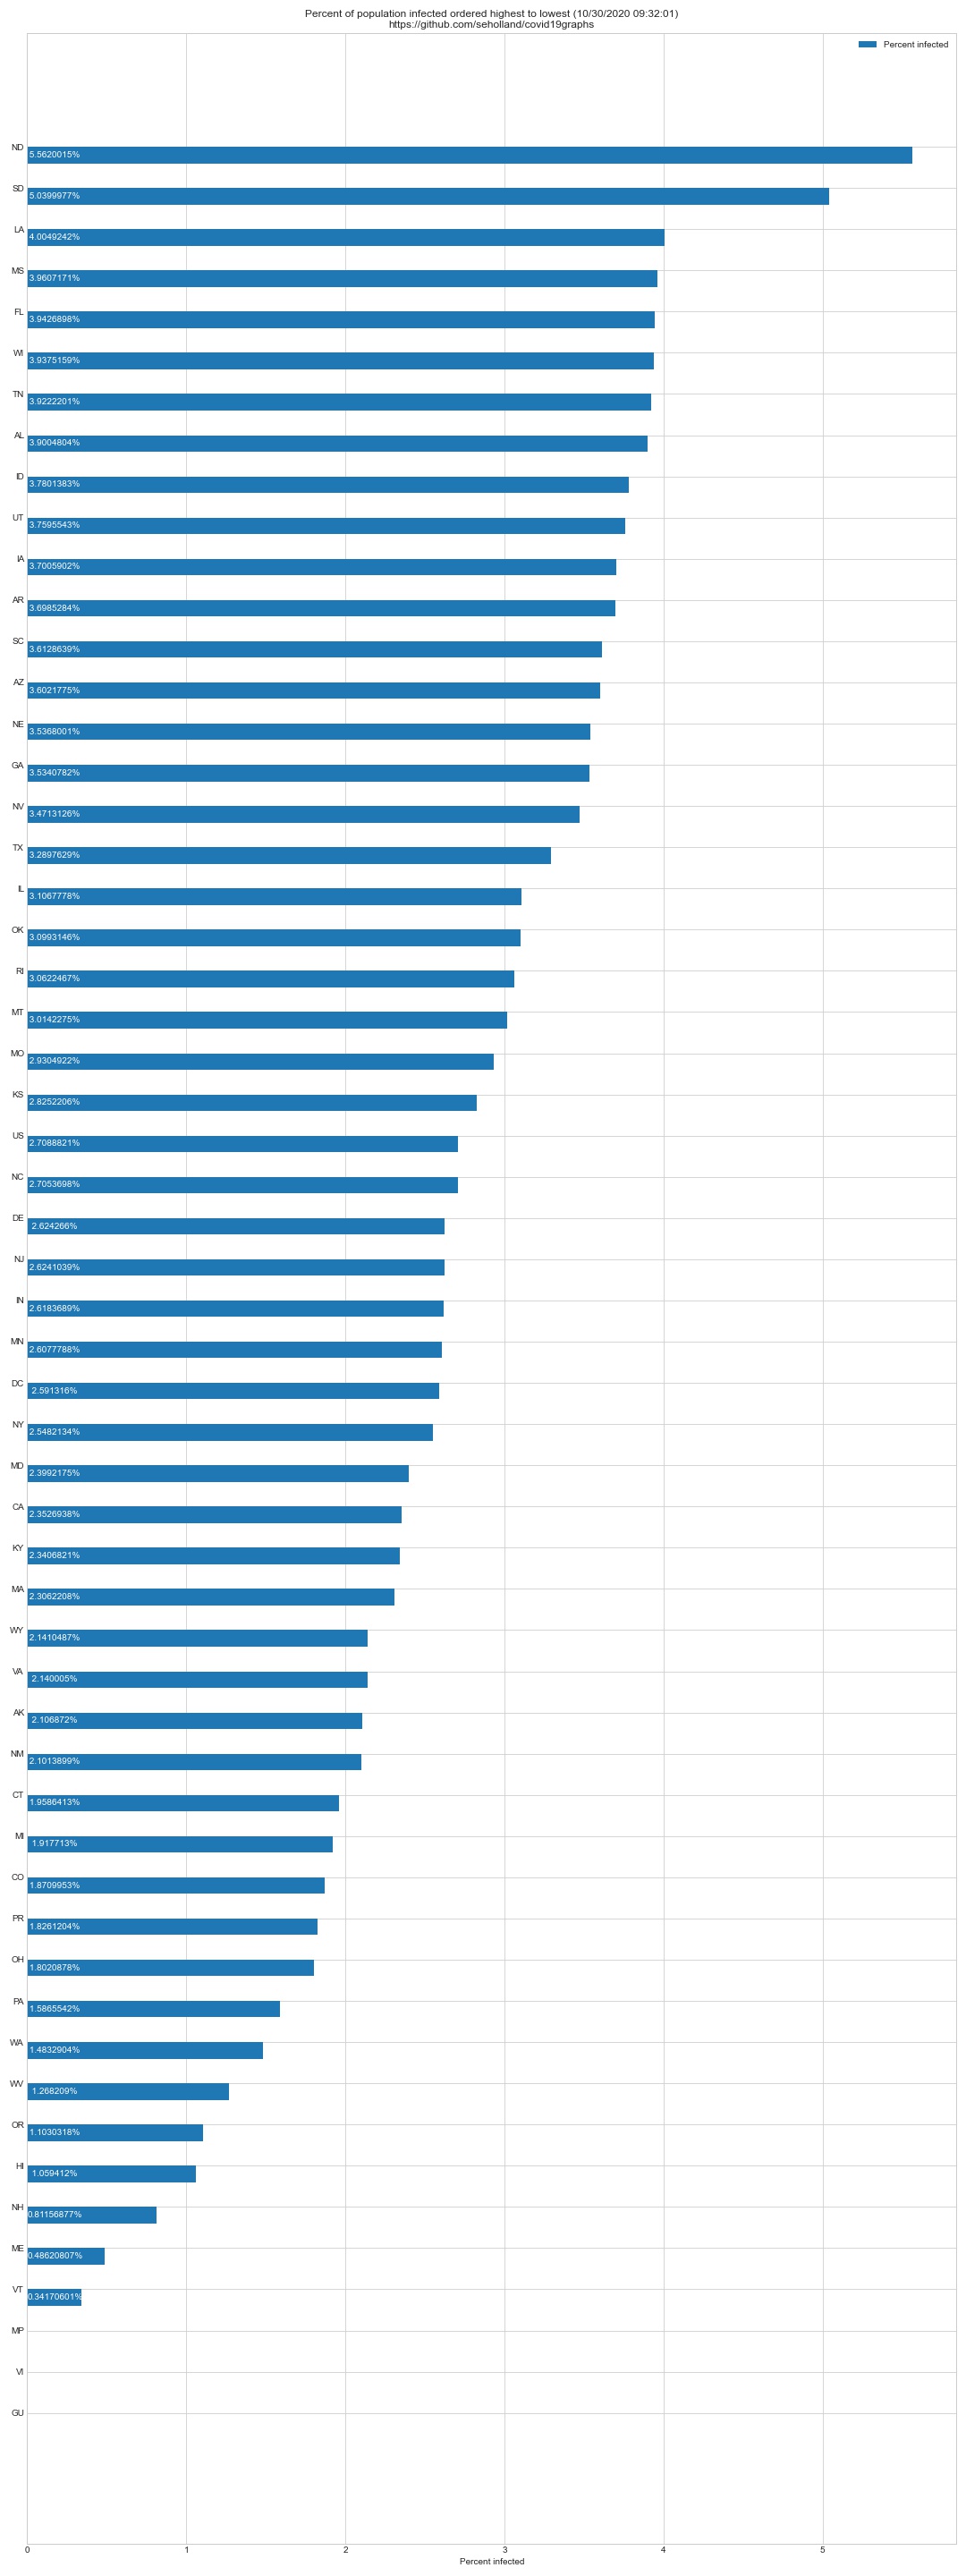 Percent of population infected ordered highest to lowest (10/30/2020 09:32:01)
https://github.com/seholland/covid19graphs
Percent infected
ND 5.5620015%
SD 5.0399977%
LA 4.0049242%
MS 3.9607171%
FL 3.9426898%
WI 3.9375159%
TN 3.9222201%
AL 3.9004804%
ID 3.7801383%
UT 3.7595543%
IA 3.7005902%
AR 3.6985284%
SC 3.6128639%
AZ 3.6021775%
NE 3.5368001%
GA 3.5340782%
NV 3.4713126%
TX 3.2897629%
IL 3.1067778%
OK 3.0993146%
RI 3.0622467%
MT 3.0142275%
MO 2.9304922%
KS 2.8252206%
US 2.7088821%
NC 2.7053698%
DE 2.624266%
NJ 2.6241039%
IN 2.6183689%
MN 2.6077788%
DC 2.591316%
NY 2.5482134%
MD 2.3992175%
CA 2.3526938%
KY 2.3406821%
MA 2.3062208%
WY 2.1410487%
VA 2.140005%
AK 2.106872%
NM 2.1013899%
CT 1.9586413%
MI 1.917713%
CO 1.8709953%
PR 1.8261204%
OH 1.8020878%
PA 1.5865542%
WA 1.4832904%
WV 1.268209%
OR 1.1030318%
HI 1.059412%
NH 0.81156877%
ME 0.48620807%
VT 0.34170601%
MP
VI
GU
0 1 2 3 4 5
Percent infected